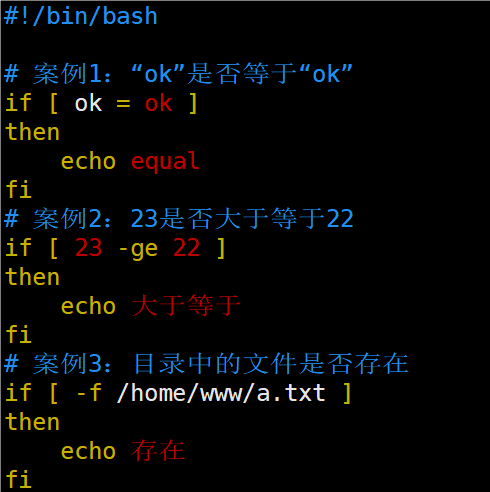 #!/bin/bash

# 案例1：“ok”是否等于“ok”
if [ ok = ok ]
then
    echo equal
fi
# 案例2：23是否大于等于22
if [ 23 -ge 22 ]
then
    echo 大于等于
fi
# 案例3：目录中的文件是否存在
if [ -f /home/www/a.txt ]
then
    echo 存在
fi